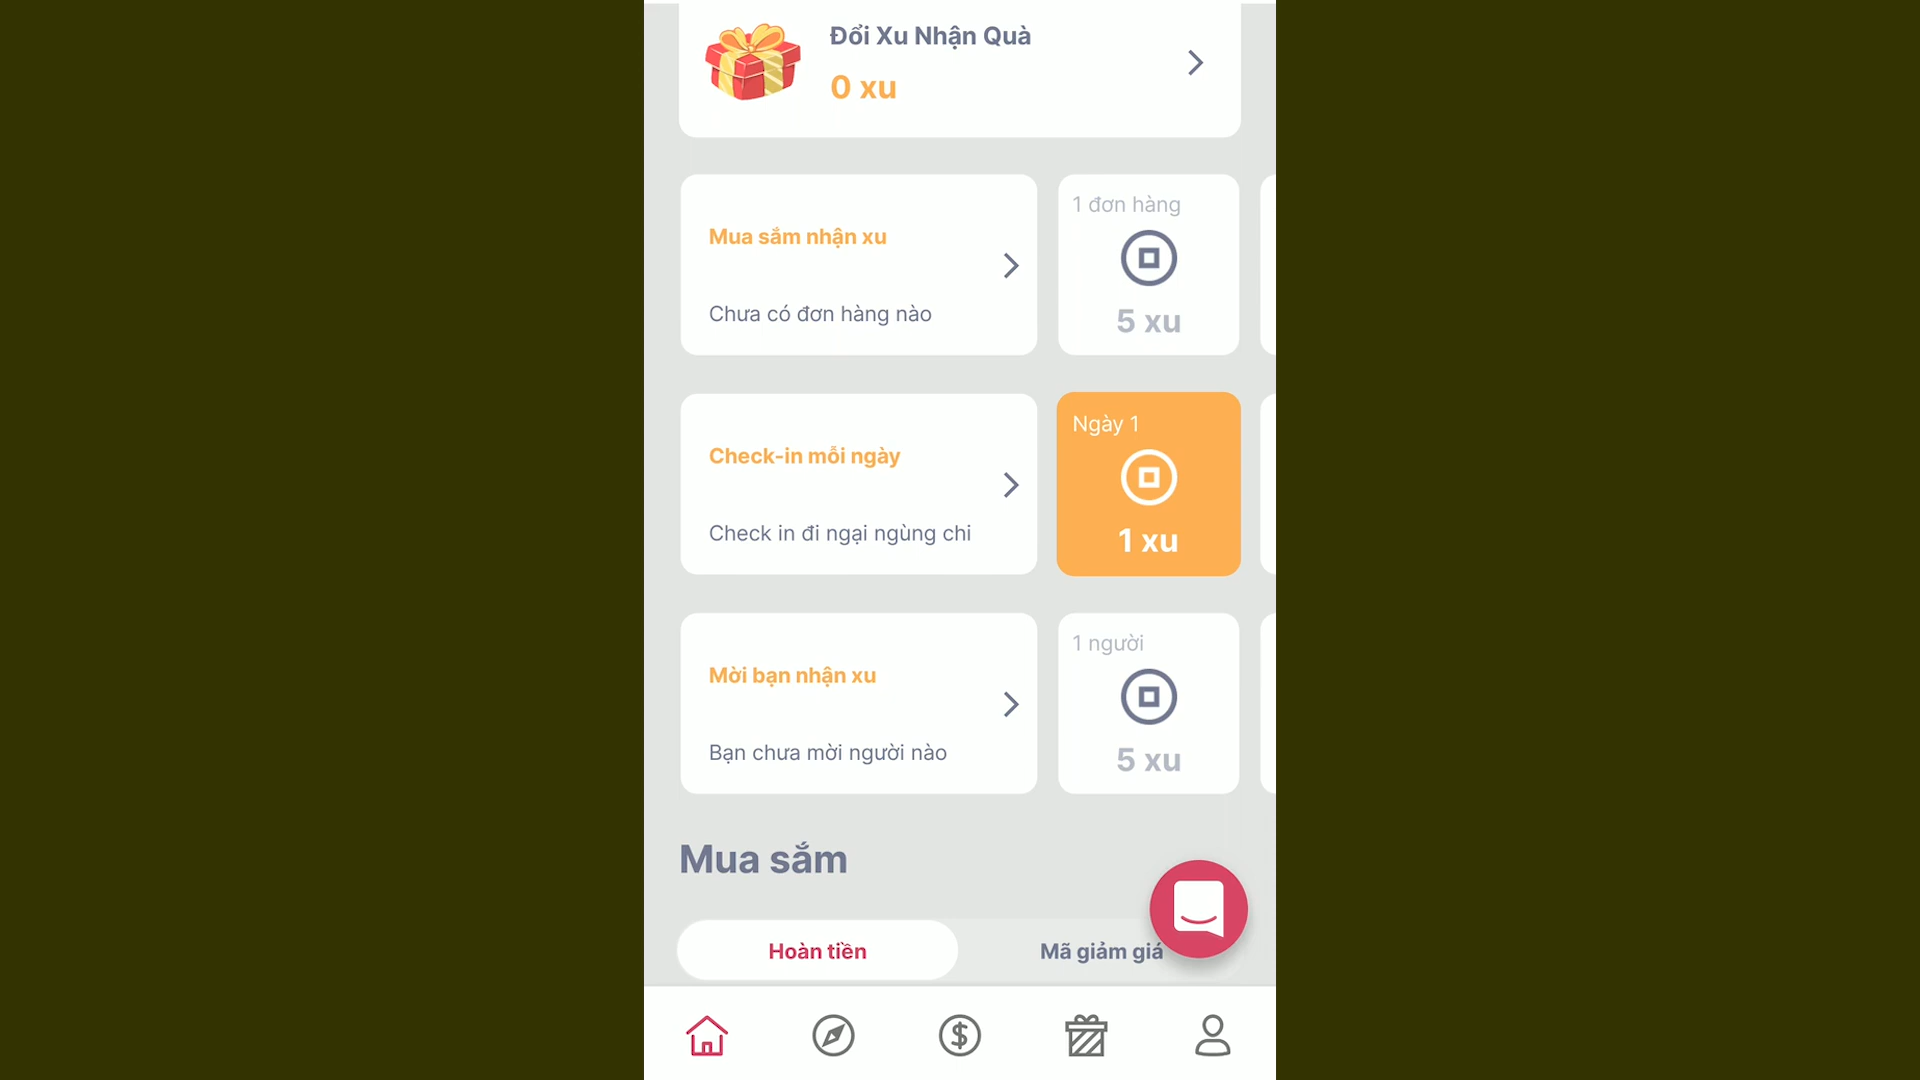 Đổi Xu Nhận Quà
0 xu
Mua sắm nhận xu
Chưa có đơn hàng nào
1 đơn hàng
5 xu
Check-in mỗi ngày
Check in đi ngại ngùng chi
Ngày 1
1 xu
Mời bạn nhận xu
Bạn chưa mời người nào
1 người
5 xu
Mua sắm
Hoàn tiền
Mã giảm giá